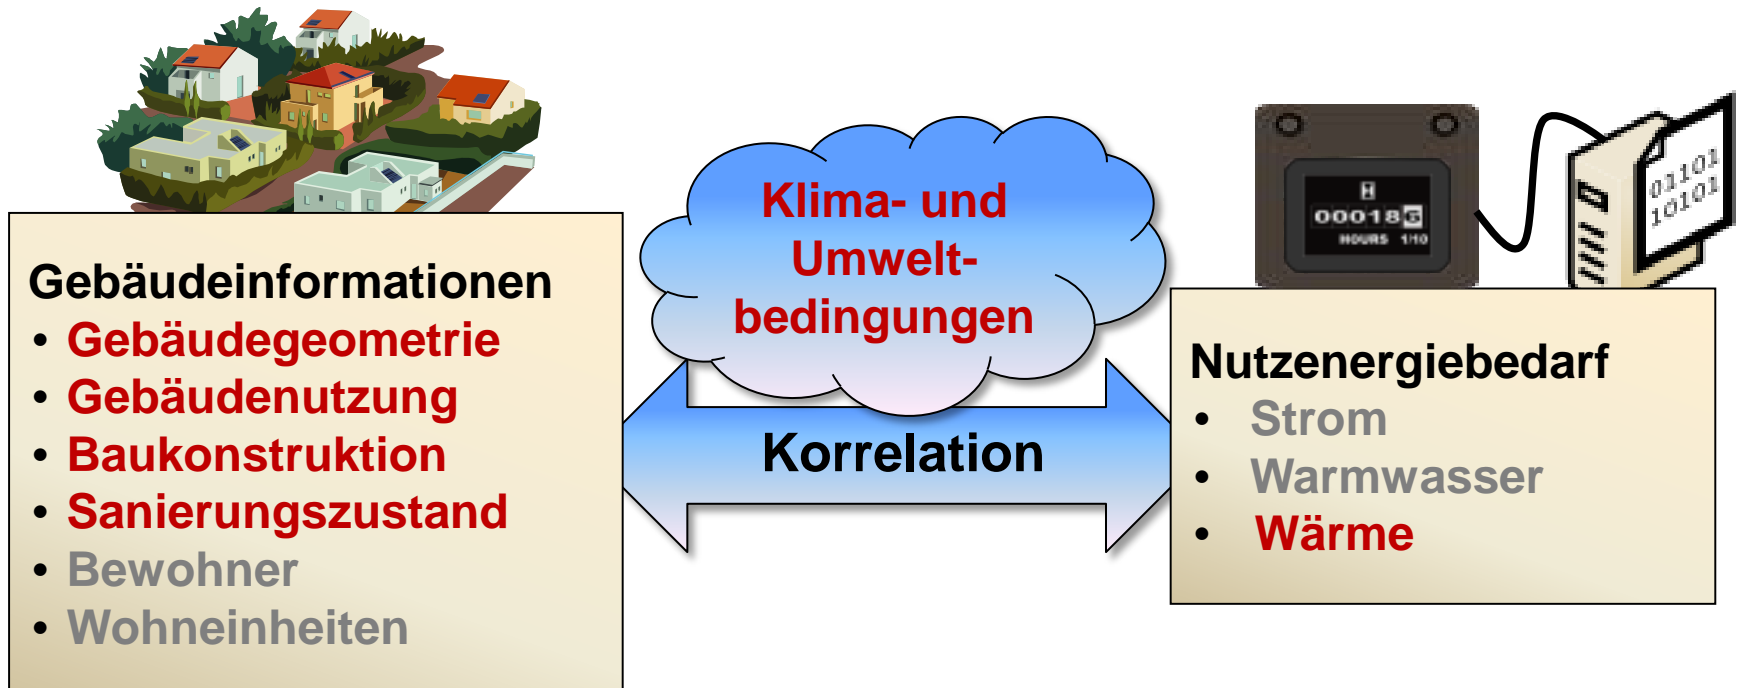 Gebäudeinformationen
• Gebäudegeometrie
• Gebäudenutzung
• Baukonstruktion
• Sanierungszustand
• Bewohner
• Wohneinheiten
Klima- und
Umwelt-
bedingungen
Korrelation
H
00018G
HOURS 1/10
01101
10101
Nutzenergiebedarf
• Strom
• Warmwasser
• Wärme